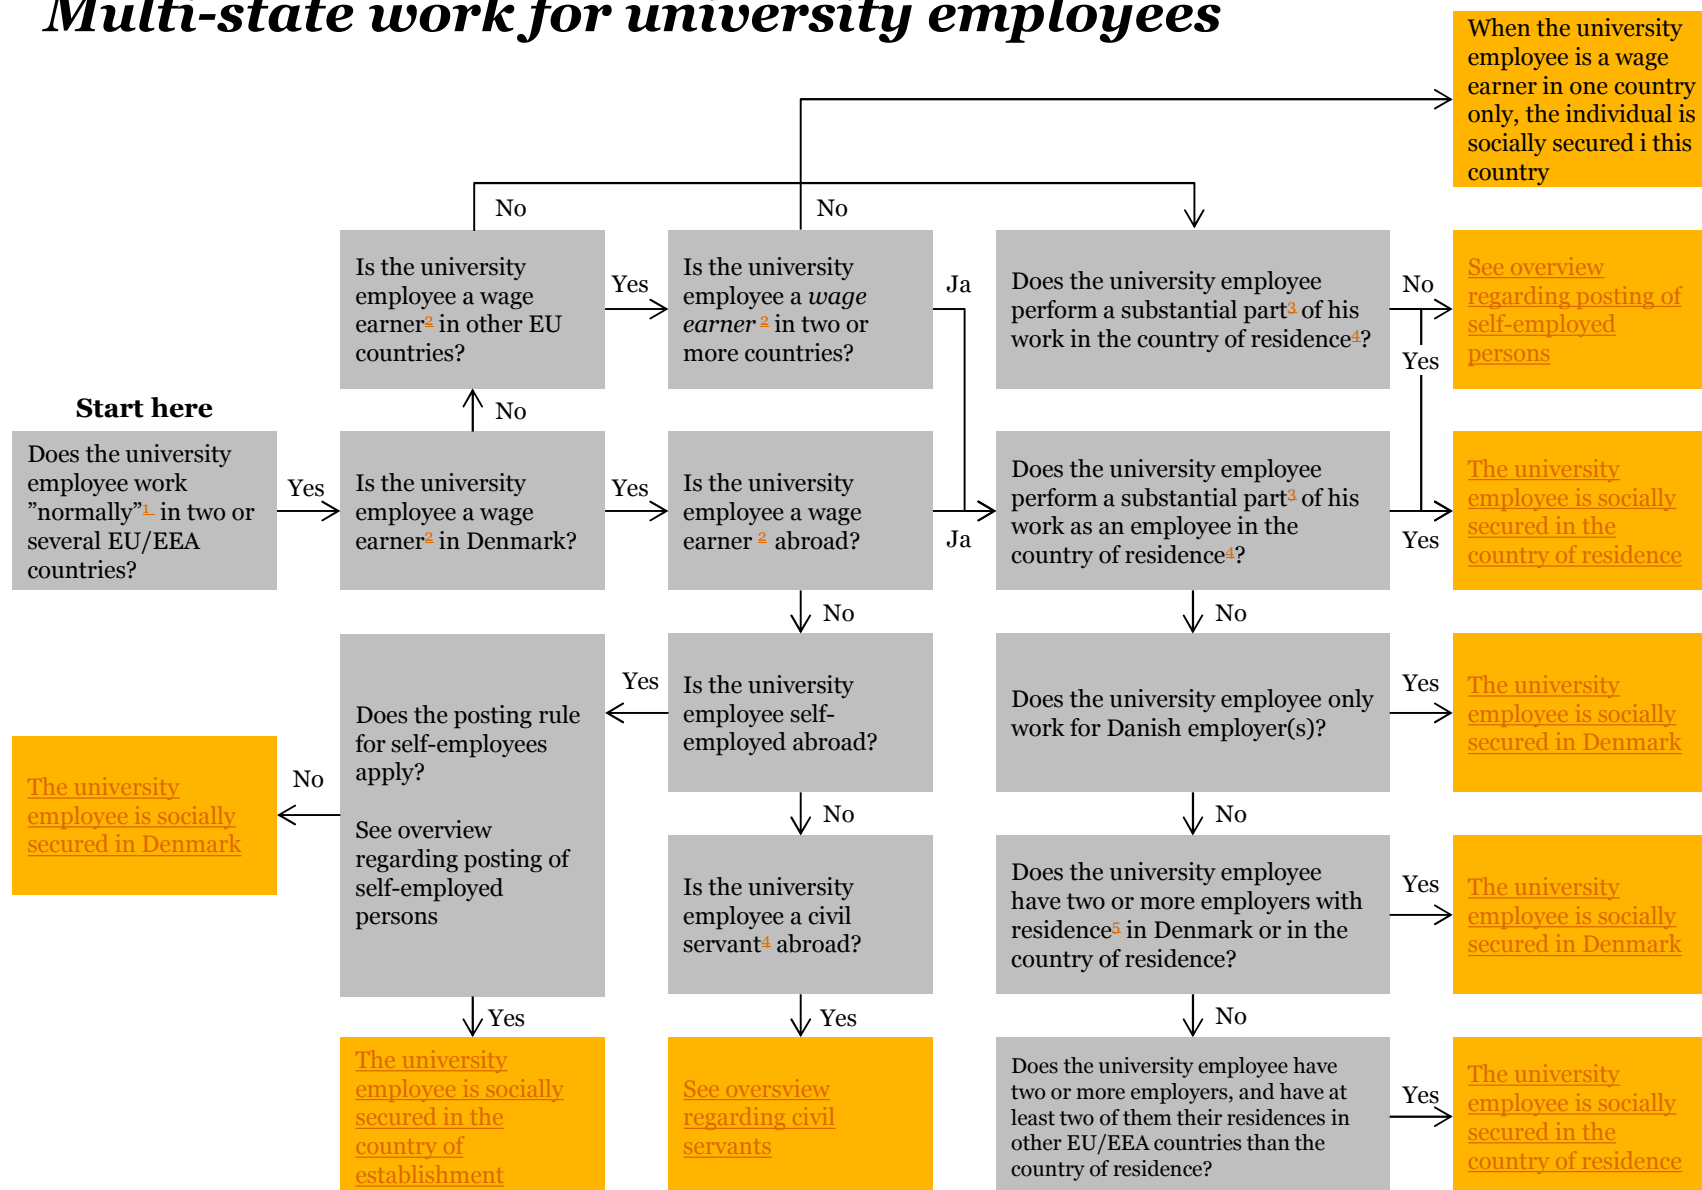 Multi-state work for university employees
When the university
employee is a wage
earner in one country
only, the individual is
socially secured i this
country
No
No
Is the university
employee a wage
earner2 in other EU
countries?
Yes
Is the university
employee a wage
earner 2 in two or
more countries?
Ja
Does the university employee
perform a substantial part3 of his
work in the country of residence4?
No
Yes
See overview
regarding posting of
self-employed
persons
Start here
No
Does the university
employee work
”normally”1 in two or
several EU/EEA
countries?
Yes
Is the university
employee a wage
earner2 in Denmark?
Yes
Is the university
employee a wage
earner 2 abroad?
Ja
Does the university employee
perform a substantial part3 of his
work as an employee in the
country of residence4?
Yes
The university
employee is socially
secured in the
country of residence
No
No
Does the posting rule
for self-employees
apply?
See overview
regarding posting of
self-employed
persons
Yes
Is the university
employee self-
employed abroad?
Does the university employee only
work for Danish employer(s)?
Yes
The university
employee is socially
secured in Denmark
The university
employee is socially
secured in Denmark
No
No
No
Is the university
employee a civil
servant4 abroad?
Does the university employee
have two or more employers with
residence5 in Denmark or in the
country of residence?
Yes
The university
employee is socially
secured in Denmark
Yes
Yes
No
The university
employee is socially
secured in the
country of
establishment
See oversview
regarding civil
servants
Does the university employee have
two or more employers, and have at
least two of them their residences in
other EU/EEA countries than the
country of residence?
Yes
The university
employee is socially
secured in the
country of residence